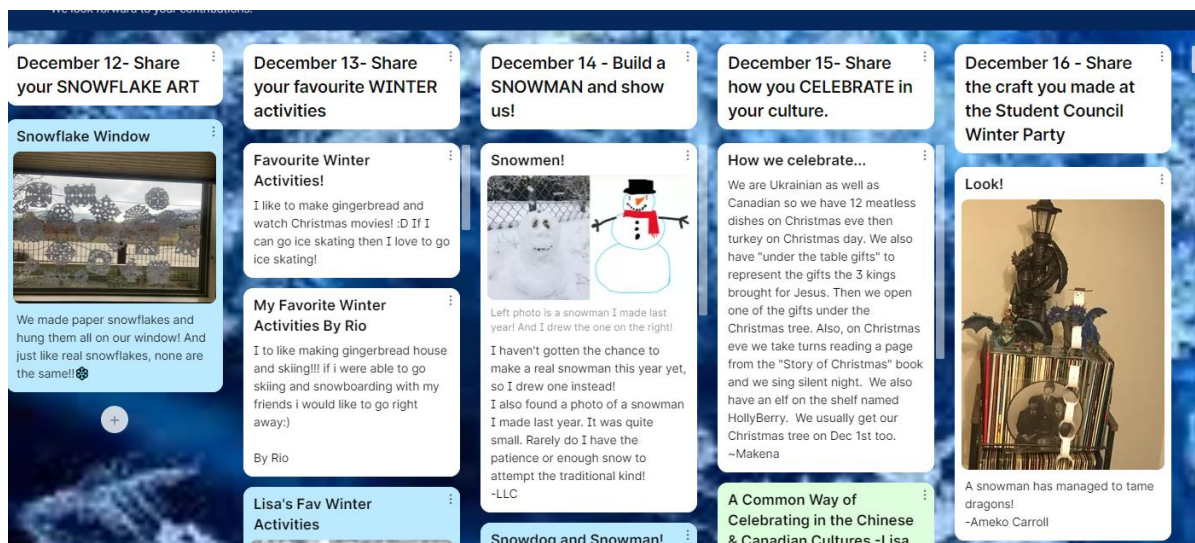 We look forward to your contributions.
December 12- Share
your SNOWFLAKE ART
Snowflake Window
We made paper snowflakes and
hung them all on our window! And
just like real snowflakes, none are
the same!!
December 13- Share
your favourite WINTER
activities
Favourite Winter
Activities!
I like to make gingerbread and
watch Christmas movies! :D If I
can go ice skating then I love to go
ice skating!
My Favorite Winter
Activities By Rio
I to like making gingerbread house
and skiing!!! if i were able to go
skiing and snowboarding with my
friends i would like to go right
away:)
By Rio
Lisa's Fav Winter
Activities
December 14 - Build a
SNOWMAN and show
us!
Snowmen!
Left photo is a snowman I made last
year! And I drew the one on the right!
I haven't gotten the chance to
make a real snowman this year yet,
so I drew one instead!
I also found a photo of a snowman
I made last year. It was quite
small. Rarely do I have the
patience or enough snow to
attempt the traditional kind!
-LLC
Snowdog and Snowman!
December 15- Share
how you CELEBRATE in
your culture.
How we celebrate...
We are Ukrainian as well as
Canadian so we have 12 meatless
dishes on Christmas eve then
turkey on Christmas day. We also
have "under the table gifts" to
represent the gifts the 3 kings
brought for Jesus. Then we open
one of the gifts under the
Christmas tree. Also, on Christmas
eve we take turns reading a page
from the "Story of Christmas" book
and we sing silent night.  We also
have an elf on the shelf named
HollyBerry.  We usually get our
Christmas tree on Dec 1st too.
~Makena
A Common Way of
Celebrating in the Chinese
& Canadian Cultures -Lisa
December 16 - Share
the craft you made at
the Student Council
Winter Party
Look!
A snowman has managed to tame
dragons!
-Ameko Carroll